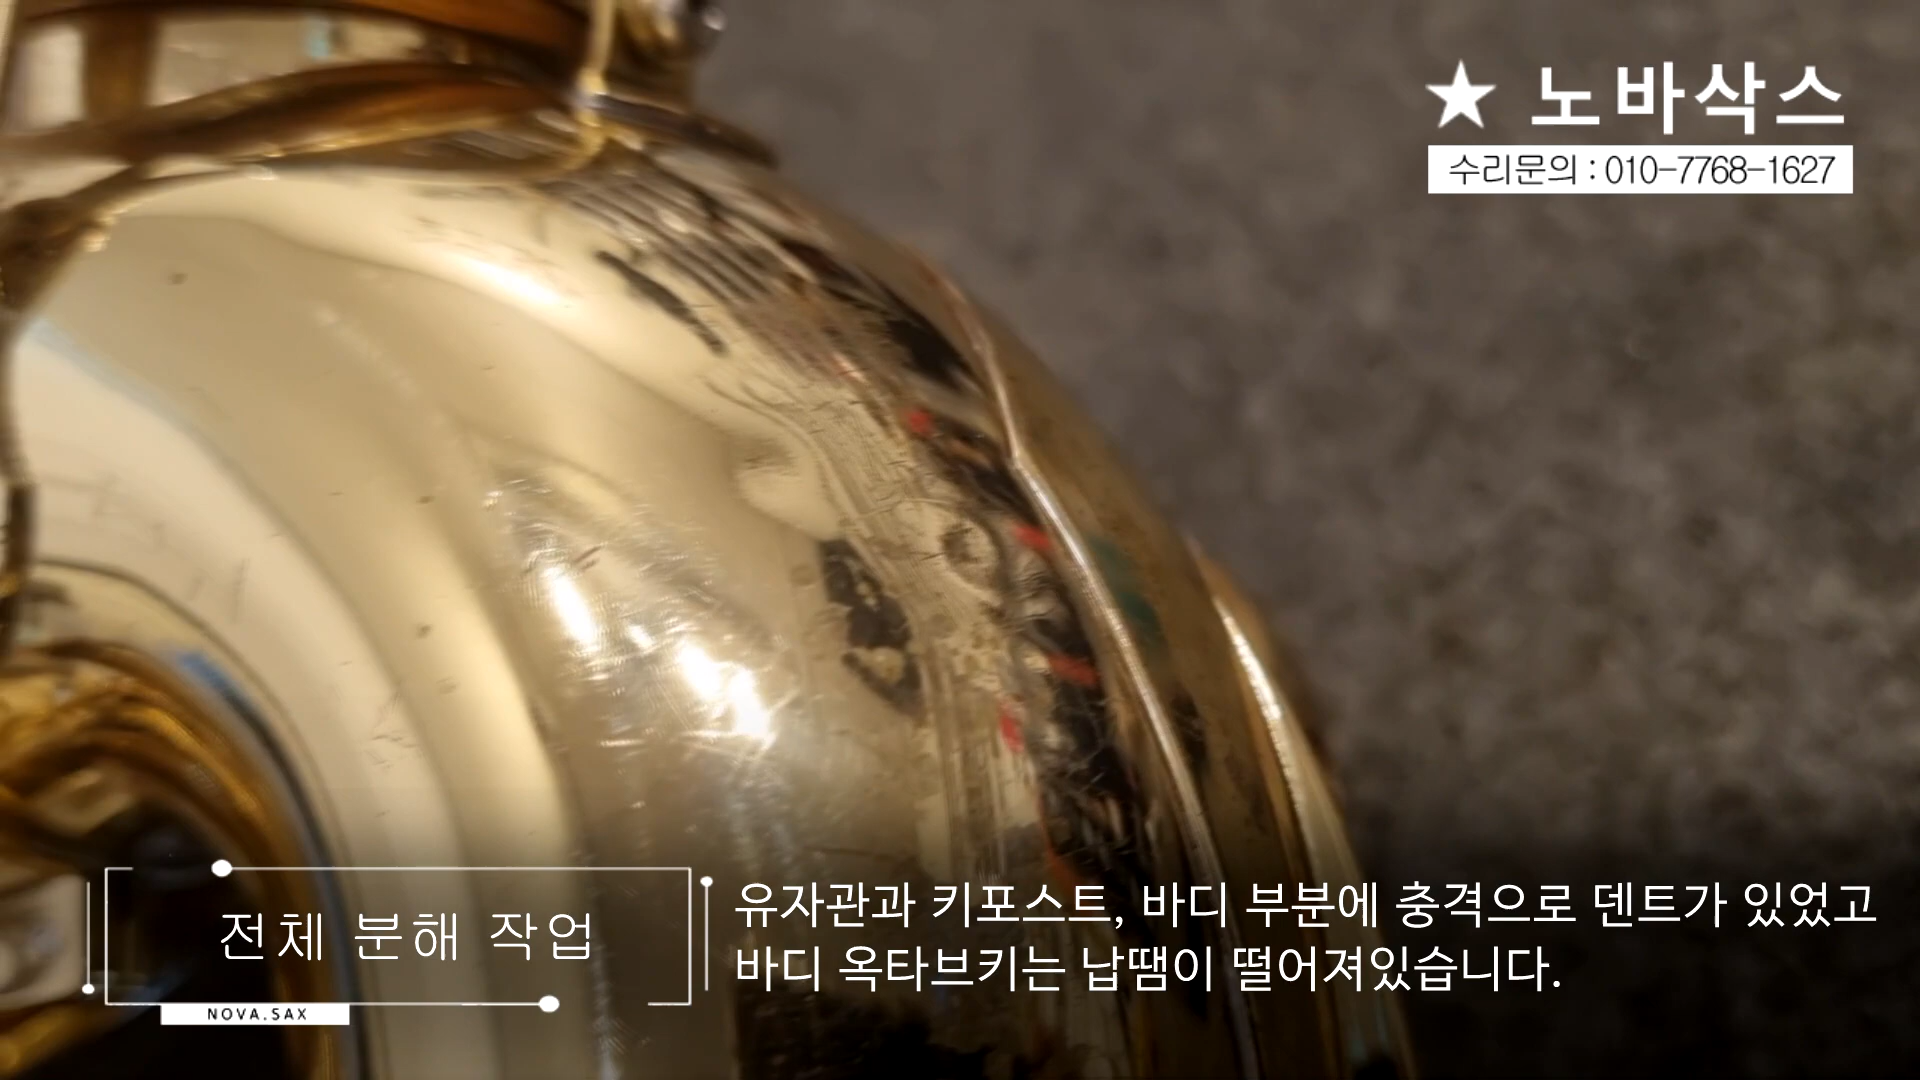 ★ 노바삭스
수리문의 : 010-7768-1627
전체 분해 작업
NOVA.SAX
유자관과 키포스트, 바디 부분에 충격으로 덴트가 있었고
바디 옥타브키는 납땜이 떨어져있습니다.